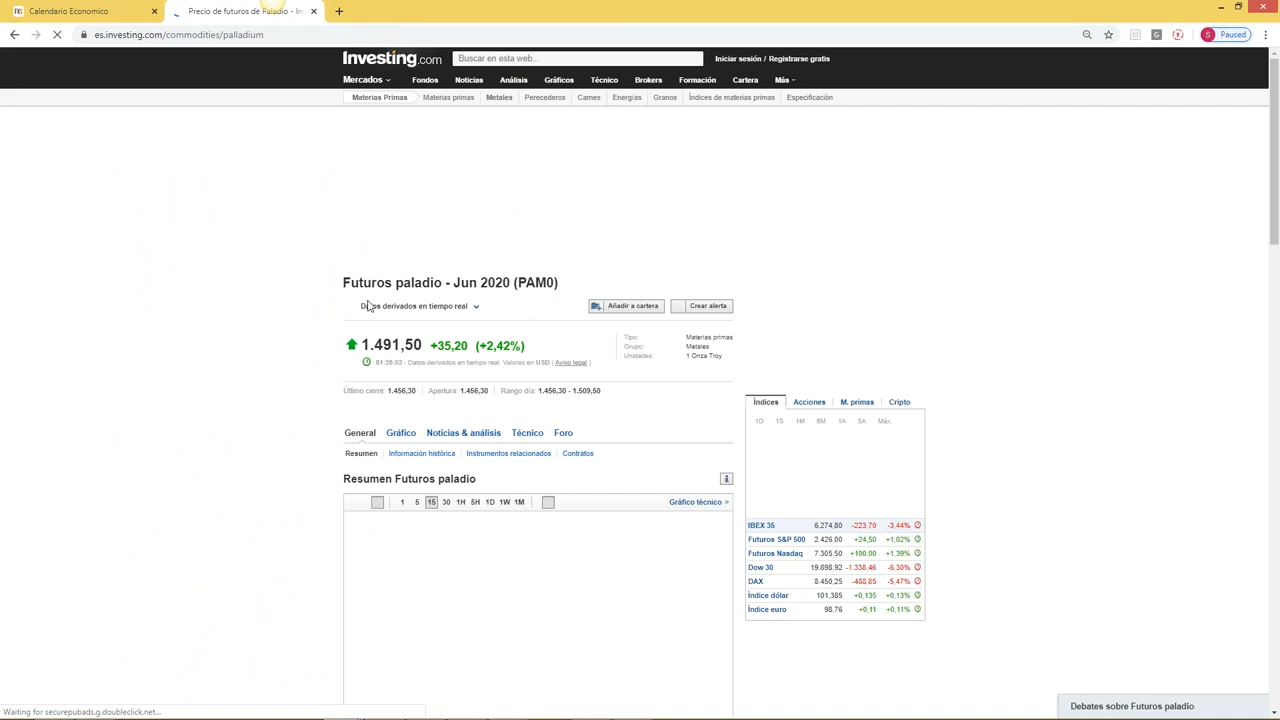 Calendario Economico
Precio de futuros de Paladio - In
es.investing.com/commodities/palladium
Paused
Investing.com
Buscar en esta web...
Iniciar sesión / Registrarse gratis
Mercados Fondos Noticias Análisis Gráficos Técnico Brokers Formación Cartera Más
Materias Primas Materias primas Metales Perecederos Carnes Energías Granos Índices de materias primas Especificación
Futuros paladio - Jun 2020 (PAM0)
Datos derivados en tiempo real
Añadir a cartera
Crear alerta
1.491,50 +35,20 (+2,42%)
01:35:03 - Datos derivados en tiempo real. Valores en USD ( Aviso legal )
Tipo: Materias primas
Grupo: Metales
Unidades: 1 Onza Troy
Último cierre: 1.456,30 Apertura: 1.456,30 Rango día: 1.456,30 - 1.509,50
General Gráfico Noticias & análisis Técnico Foro
Resumen Información histórica Instrumentos relacionados Contratos
Resumen Futuros paladio
1 5 15 30 1H 5H 1D 1W 1M
Gráfico técnico »
Índices Acciones M. primas Cripto
1D 1S 1M 6M 1A 5A Máx.
IBEX 35 6.274,80 -223,70 -3,44%
Futuros S&P 500 2.426,00 +24,50 +1,02%
Futuros Nasdaq 7.305,50 +100,00 +1,39%
Dow 30 19.898,92 -1.338,46 -6,30%
DAX 8.450,25 -488,85 -5,47%
Índice dólar 101,385 +0,135 +0,13%
Índice euro 98,76 +0,11 +0,11%
Waiting for securepubads.g.doubleclick.net...
Debates sobre Futuros paladio